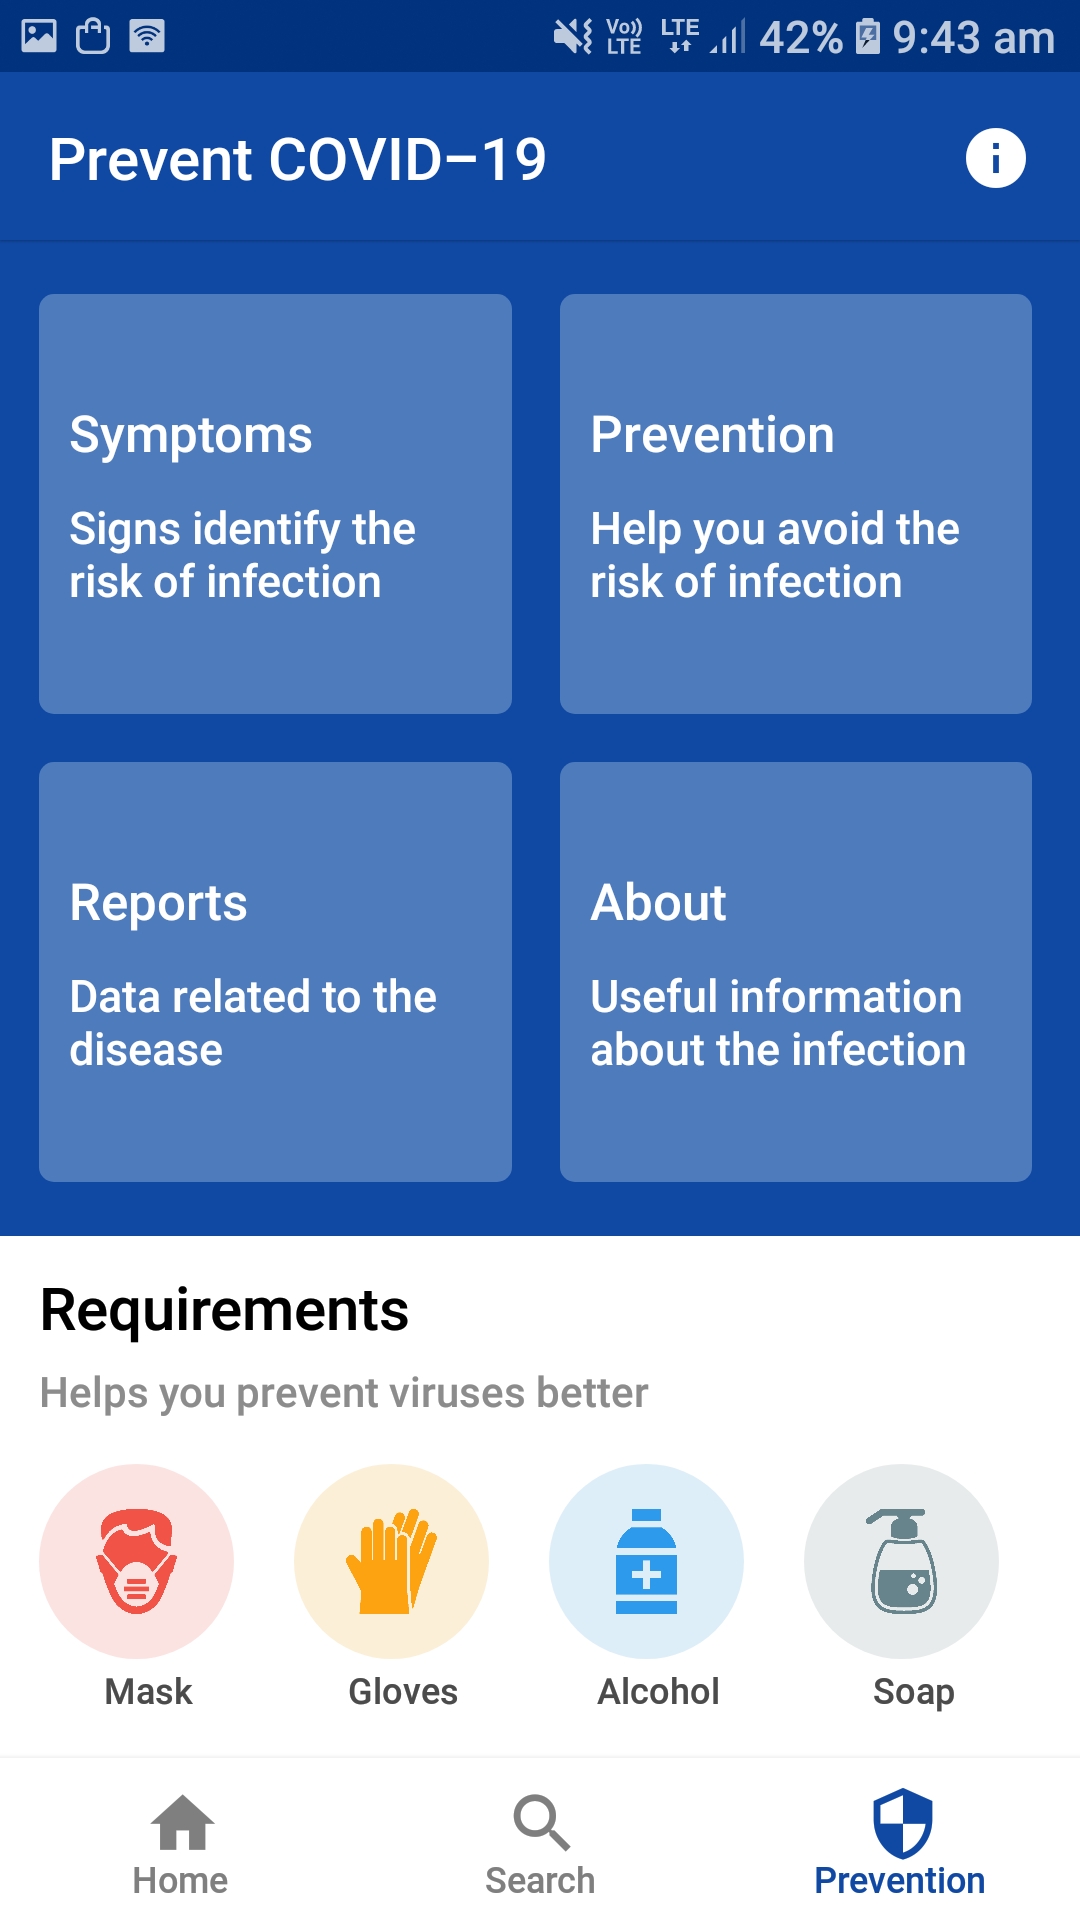 Vo)) LTE LTE 42% 9:43 am
Prevent COVID–19
Symptoms
Signs identify the
risk of infection
Prevention
Help you avoid the
risk of infection
Reports
Data related to the
disease
About
Useful information
about the infection
Requirements
Helps you prevent viruses better
Mask
Gloves
Alcohol
Soap
Home
Search
Prevention